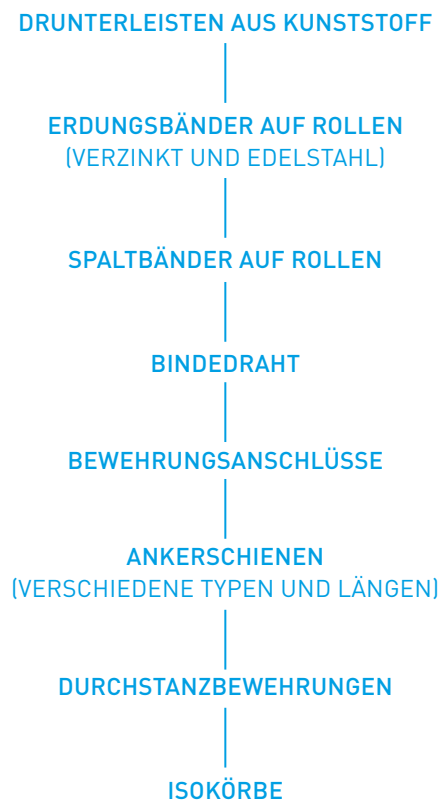 DRUNTERLEISTEN AUS KUNSTSTOFF
ERDUNGSBÄNDER AUF ROLLEN
(VERZINKT UND EDELSTAHL)
SPALTBÄNDER AUF ROLLEN
BINDEDRAHT
BEWEHRUNGSANSCHLÜSSE
ANKERSCHIENEN
(VERSCHIEDENE TYPEN UND LÄNGEN)
DURCHSTANZBEWEHRUNGEN
ISOKÖRBE